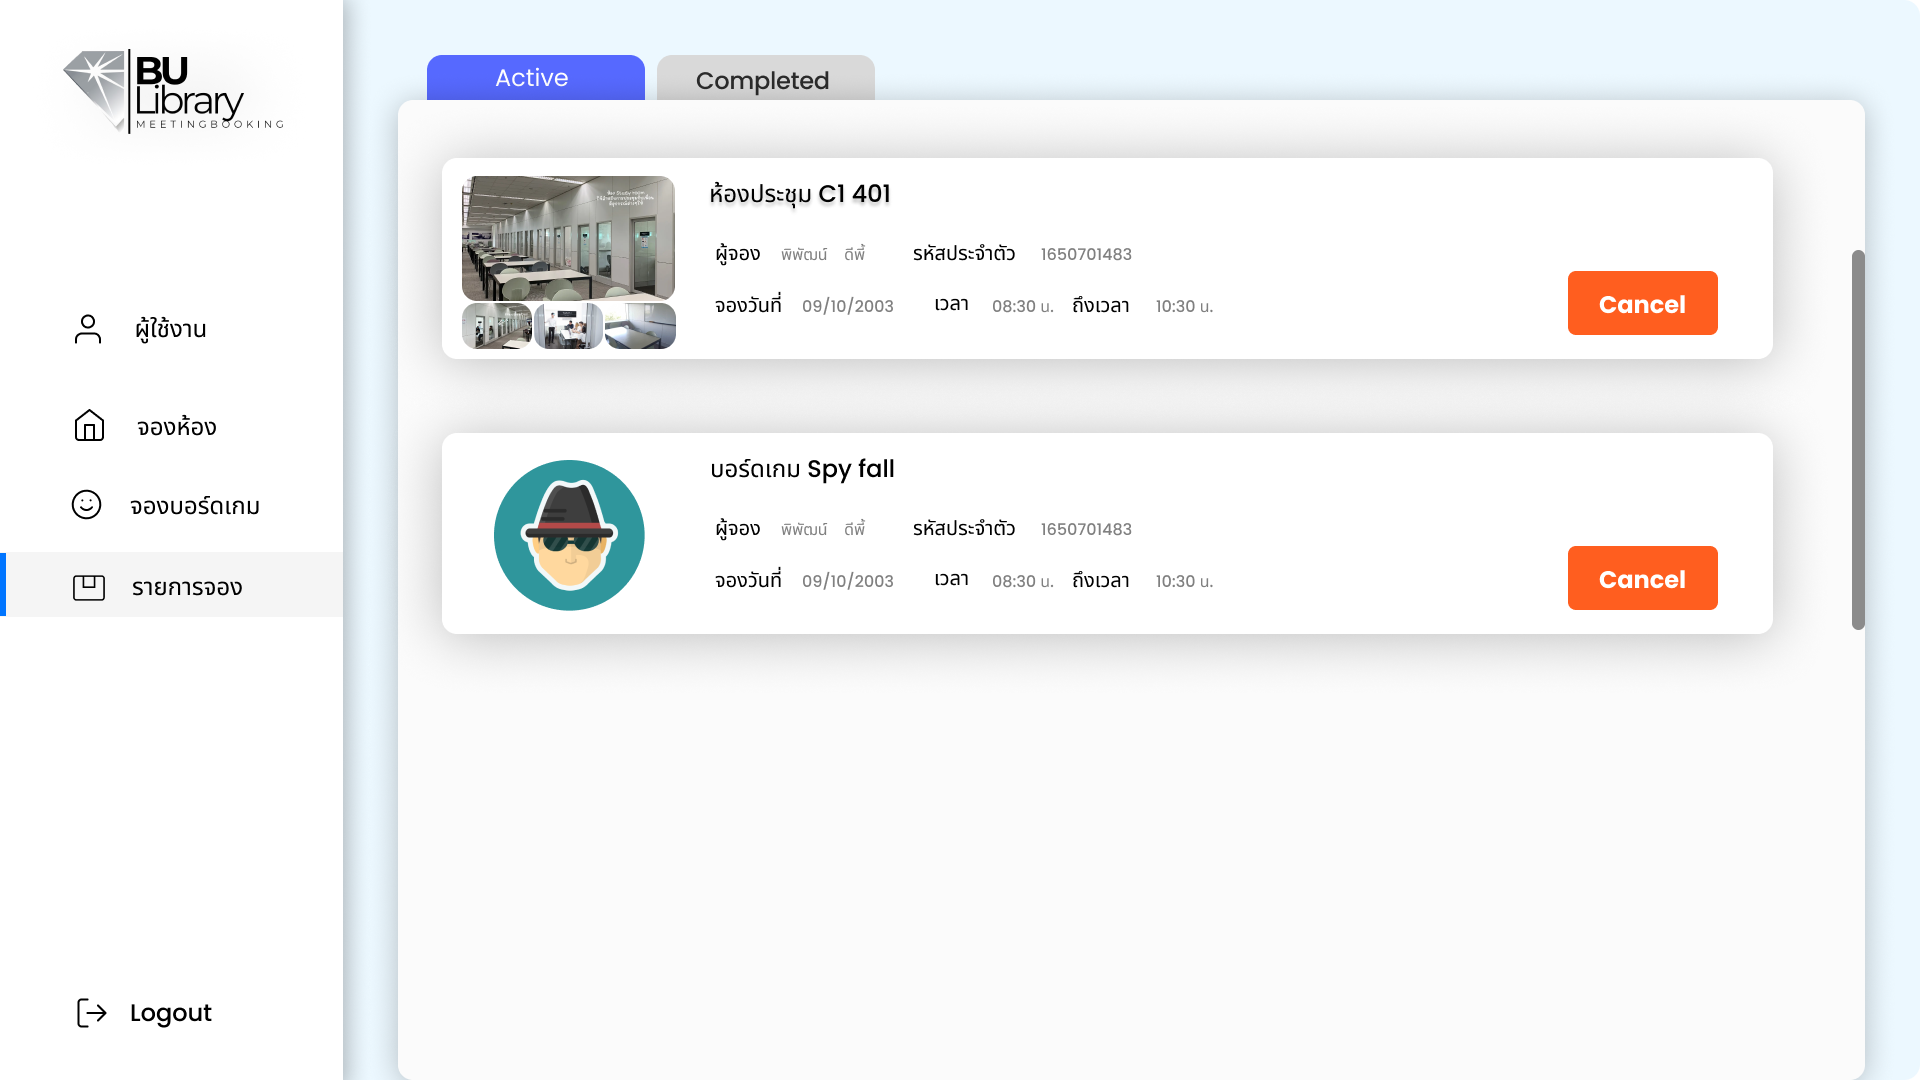 BU
Library
MEETINGBOOKING
ผู้ใช้งาน
จองห้อง
จองบอร์ดเกม
รายการจอง
Logout
Active
Completed
ห้องประชุม C1 401
ผู้จอง พิพัฒน์ ดีพี้ รหัสประจำตัว 1650701483
จองวันที่ 09/10/2003 เวลา 08:30 น. ถึงเวลา 10:30 น.
Cancel
บอร์ดเกม Spy fall
ผู้จอง พิพัฒน์ ดีพี้ รหัสประจำตัว 1650701483
จองวันที่ 09/10/2003 เวลา 08:30 น. ถึงเวลา 10:30 น.
Cancel